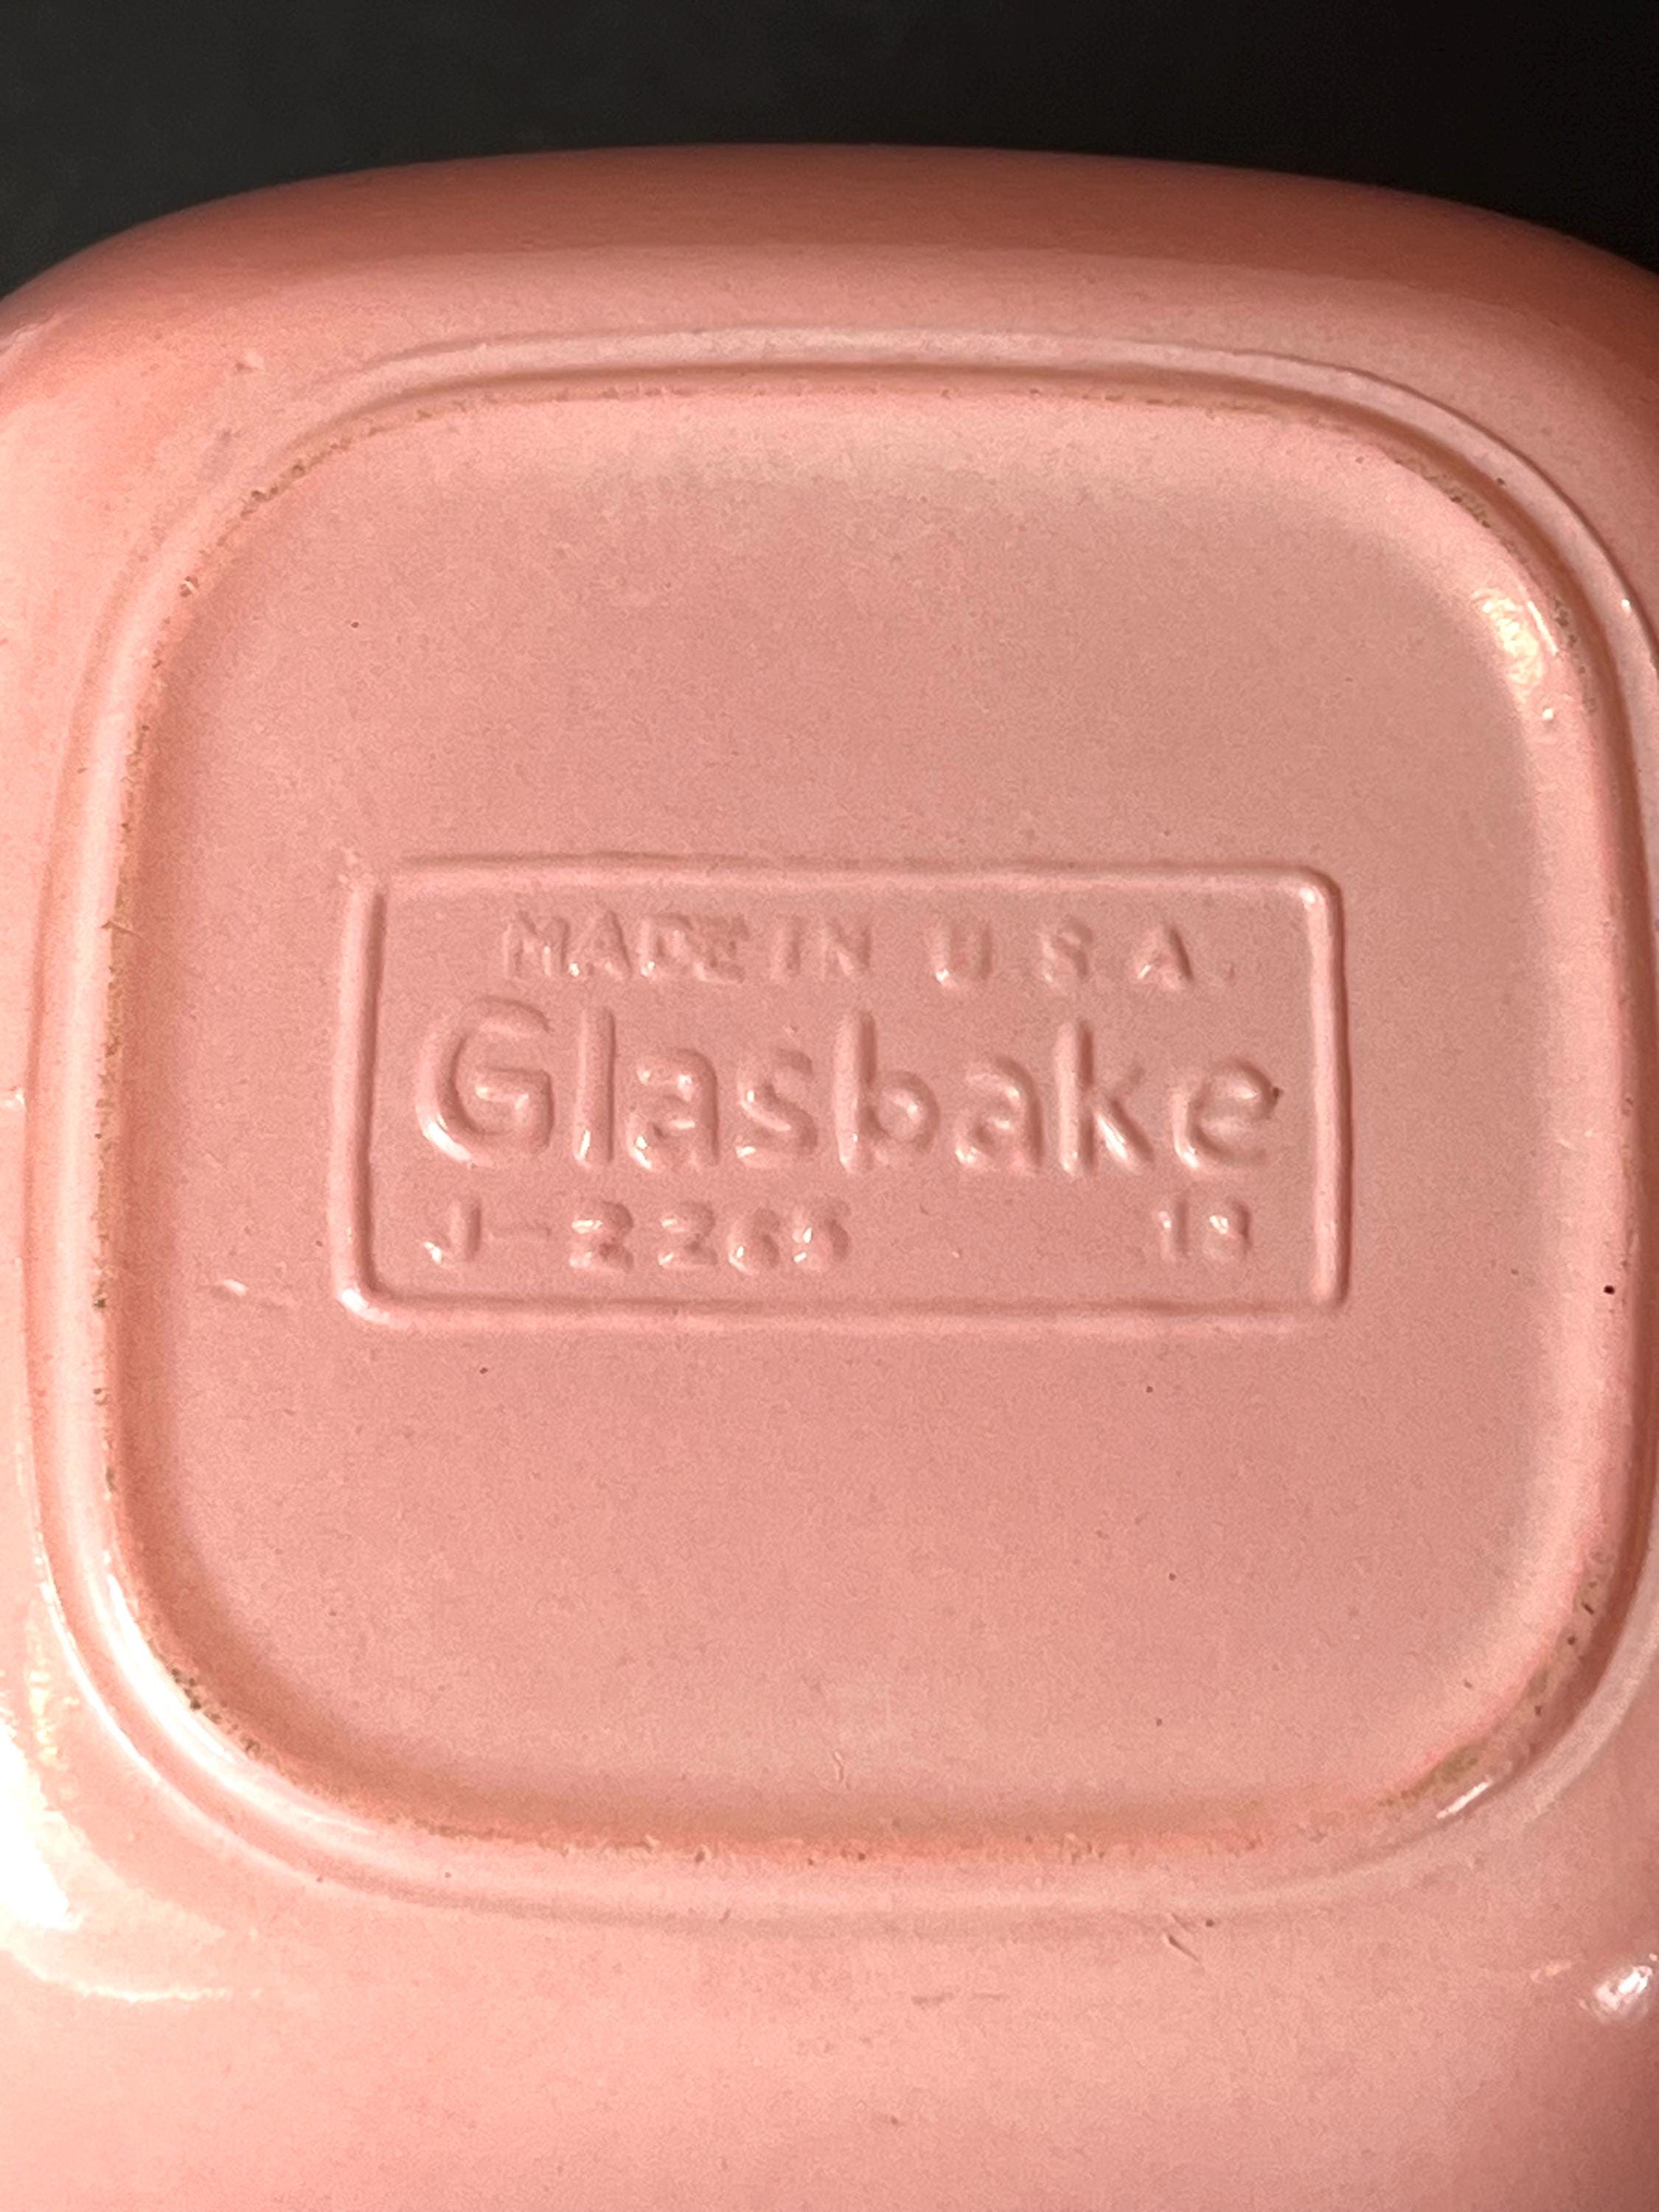 MADE IN U S A.
Glasbake
J-2265 18